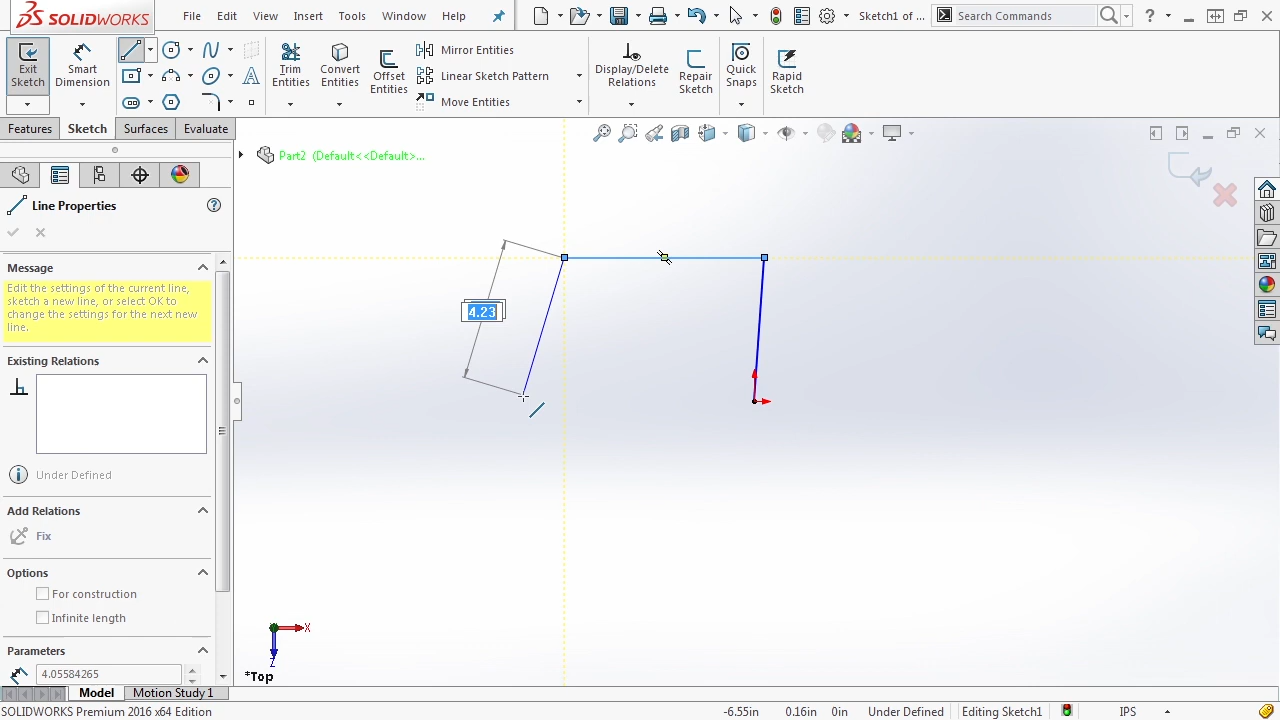 SOLIDWORKS
File Edit View Insert Tools Window Help
Sketch1 of ...
Search Commands
?
Exit Sketch
Smart Dimension
Trim Entities
Convert Entities
Offset Entities
Mirror Entities
Linear Sketch Pattern
Move Entities
Display/Delete Relations
Repair Sketch
Quick Snaps
Rapid Sketch
Features Sketch Surfaces Evaluate
Part2 (Default<<Default>...
Line Properties
?
Message
Edit the settings of the current line,
sketch a new line, or select OK to
change the settings for the next new
line.
Existing Relations
Under Defined
Add Relations
Fix
Options
For construction
Infinite length
Parameters
4.05584265
4.23
X
Z
*Top
Model Motion Study 1
SOLIDWORKS Premium 2016 x64 Edition
-6.55in 0.16in 0in Under Defined Editing Sketch1 IPS